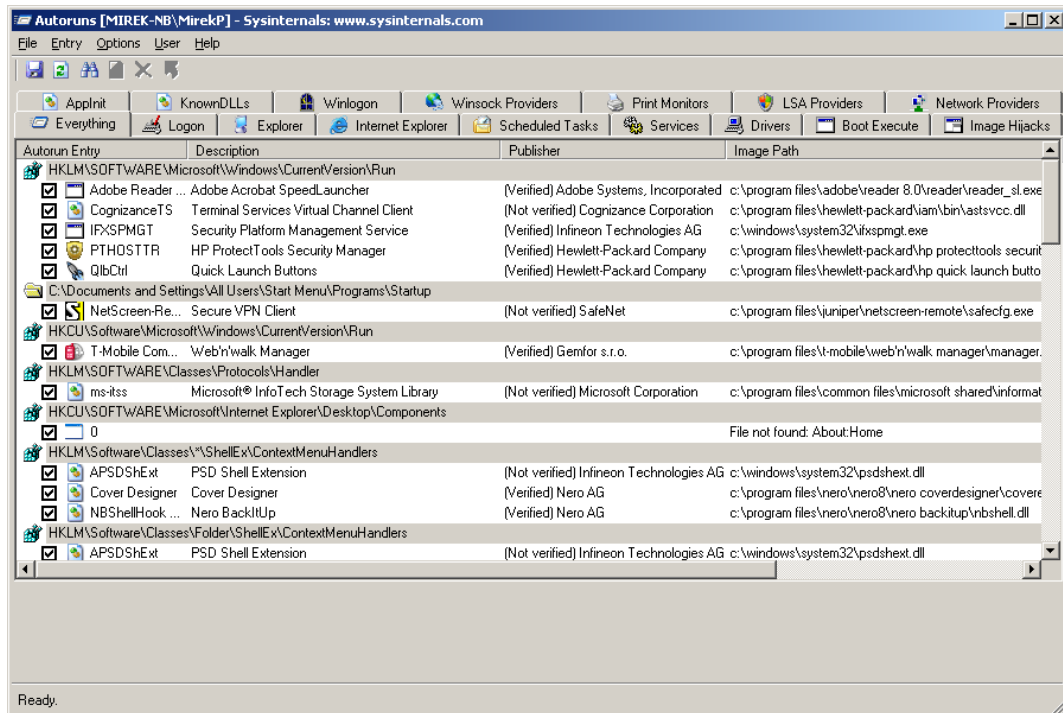 Autoruns [MIREK-NB\MirekP] - Sysinternals: www.sysinternals.com
File Entry Options User Help
AppInit KnownDLLs Winlogon Winsock Providers Print Monitors LSA Providers Network Providers
Everything Logon Explorer Internet Explorer Scheduled Tasks Services Drivers Boot Execute Image Hijacks
Autorun Entry Description Publisher Image Path
HKLM\SOFTWARE\Microsoft\Windows\CurrentVersion\Run
Adobe Reader ... Adobe Acrobat SpeedLauncher (Verified) Adobe Systems, Incorporated c:\program files\adobe\reader 8.0\reader\reader_sl.exe
CognizanceTS Terminal Services Virtual Channel Client (Not verified) Cognizance Corporation c:\program files\hewlett-packard\iam\bin\astsvcc.dll
IFXSPMGT Security Platform Management Service (Verified) Infineon Technologies AG c:\windows\system32\ifxspmgt.exe
PTHOSTTR HP ProtectTools Security Manager (Verified) Hewlett-Packard Company c:\program files\hewlett-packard\hp protecttools securit
QlbCtrl Quick Launch Buttons (Verified) Hewlett-Packard Company c:\program files\hewlett-packard\hp quick launch butto
C:\Documents and Settings\All Users\Start Menu\Programs\Startup
NetScreen-Re... Secure VPN Client (Not verified) SafeNet c:\program files\juniper\netscreen-remote\safecfg.exe
HKCU\Software\Microsoft\Windows\CurrentVersion\Run
T-Mobile Com... Web'n'walk Manager (Verified) Gemfor s.r.o. c:\program files\t-mobile\web'n'walk manager\manager.
HKLM\SOFTWARE\Classes\Protocols\Handler
ms-itss Microsoft® InfoTech Storage System Library (Not verified) Microsoft Corporation c:\program files\common files\microsoft shared\informat
HKCU\SOFTWARE\Microsoft\Internet Explorer\Desktop\Components
0 File not found: About:Home
HKLM\Software\Classes\*\ShellEx\ContextMenuHandlers
APSDShExt PSD Shell Extension (Not verified) Infineon Technologies AG c:\windows\system32\psdshext.dll
Cover Designer Cover Designer (Verified) Nero AG c:\program files\nero\nero8\nero coverdesigner\covere
NBShellHook ... Nero BackItUp (Verified) Nero AG c:\program files\nero\nero8\nero backitup\nbshell.dll
HKLM\Software\Classes\Folder\ShellEx\ContextMenuHandlers
APSDShExt PSD Shell Extension (Not verified) Infineon Technologies AG c:\windows\system32\psdshext.dll
Ready.